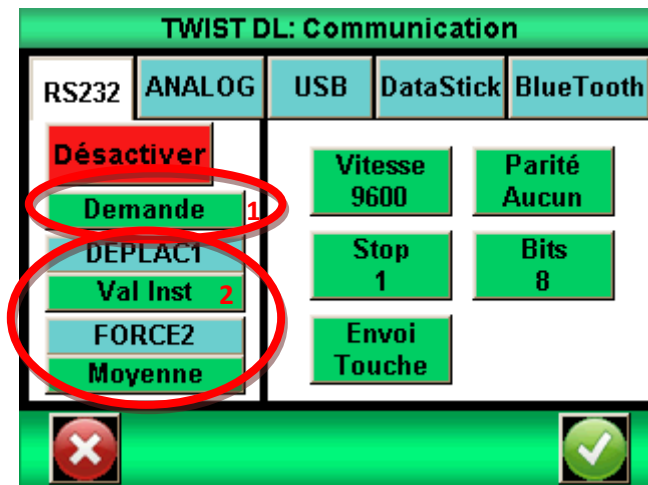 TWIST DL: Communication
RS232 ANALOG USB DataStick BlueTooth
Désactiver
Demande 1
DEPLAC1
Val Inst 2
FORCE2
Moyenne
Vitesse
9600
Parité
Aucun
Stop
1
Bits
8
Envoi
Touche